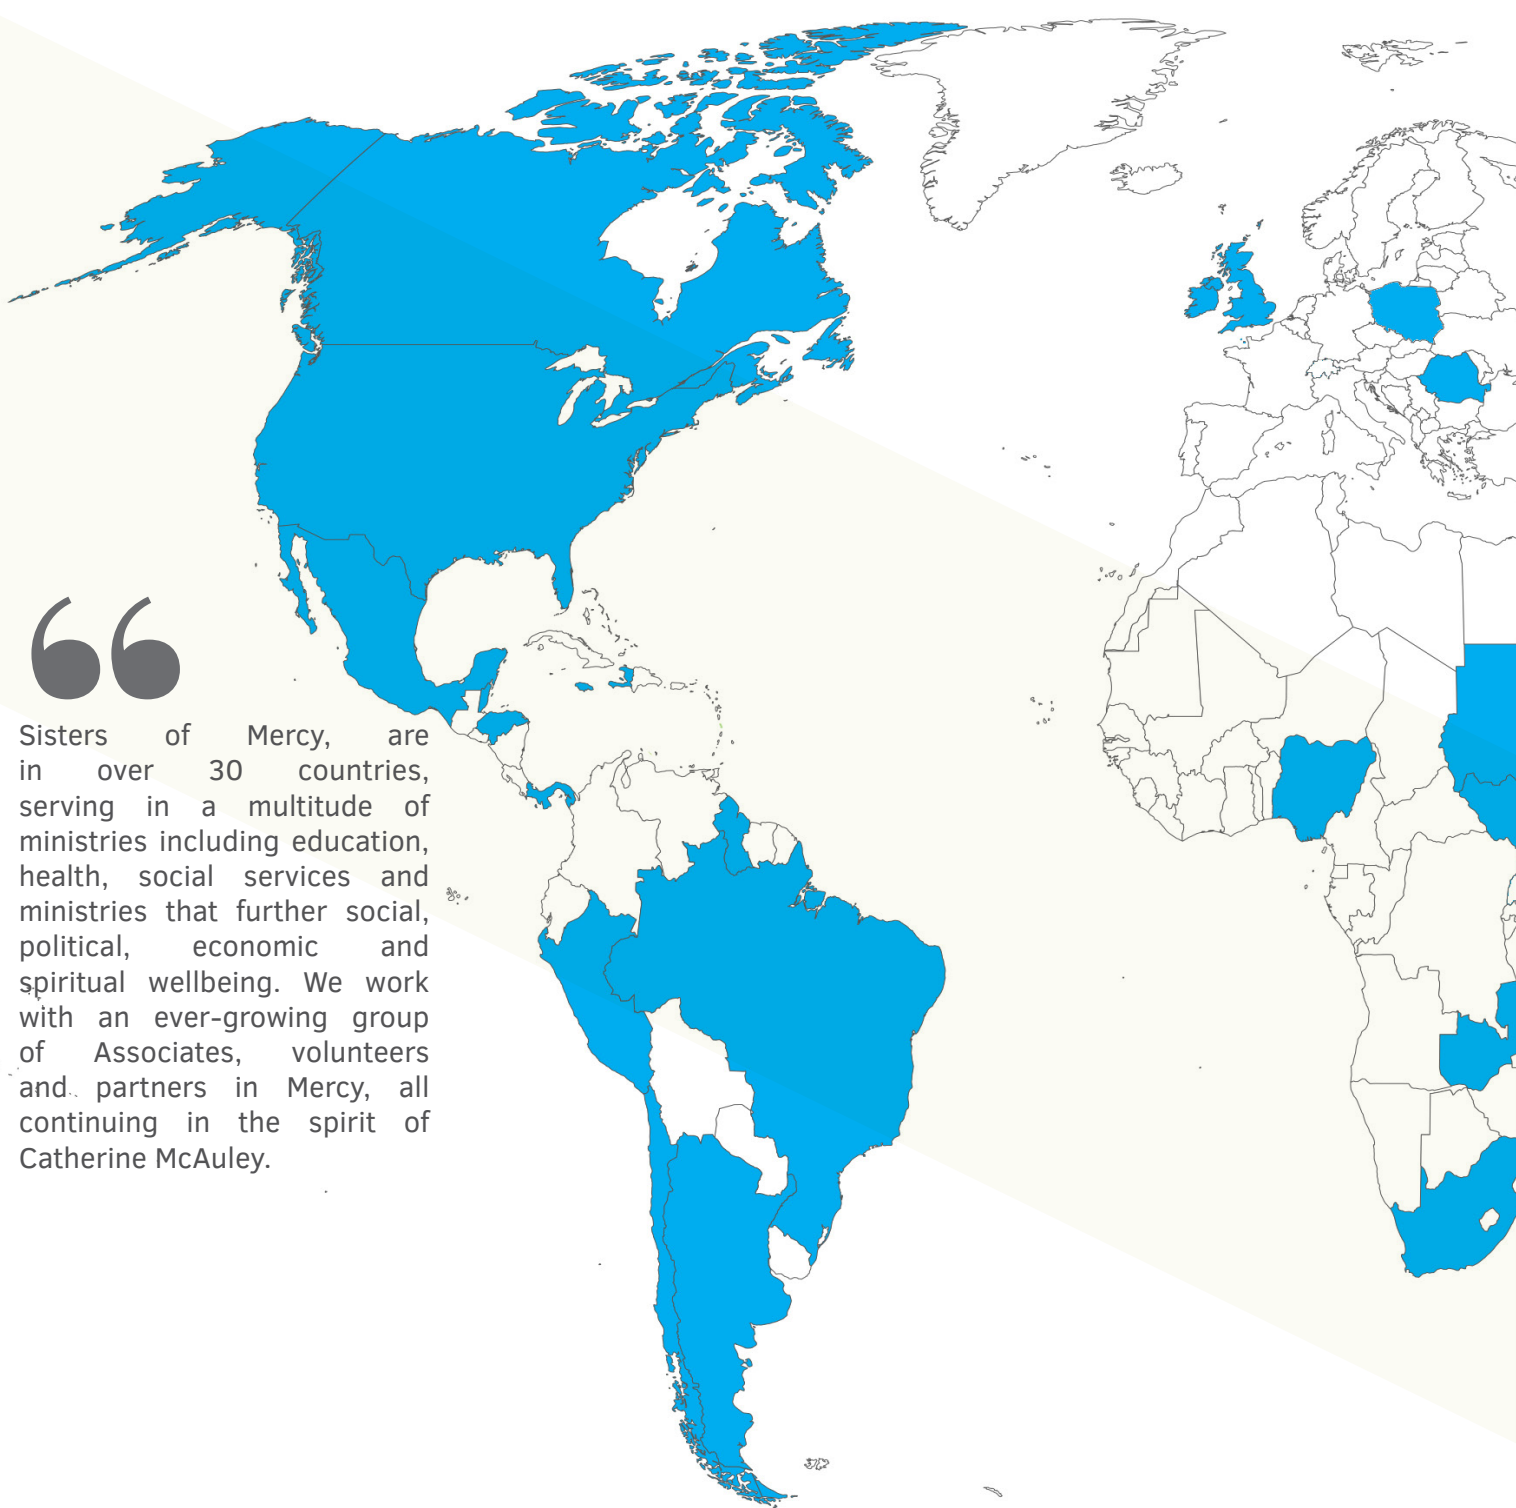 “
Sisters of Mercy, are
in over 30 countries,
serving in a multitude of
ministries including education,
health, social services and
ministries that further social,
political, economic and
spiritual wellbeing. We work
with an ever-growing group
of Associates, volunteers
and partners in Mercy, all
continuing in the spirit of
Catherine McAuley.